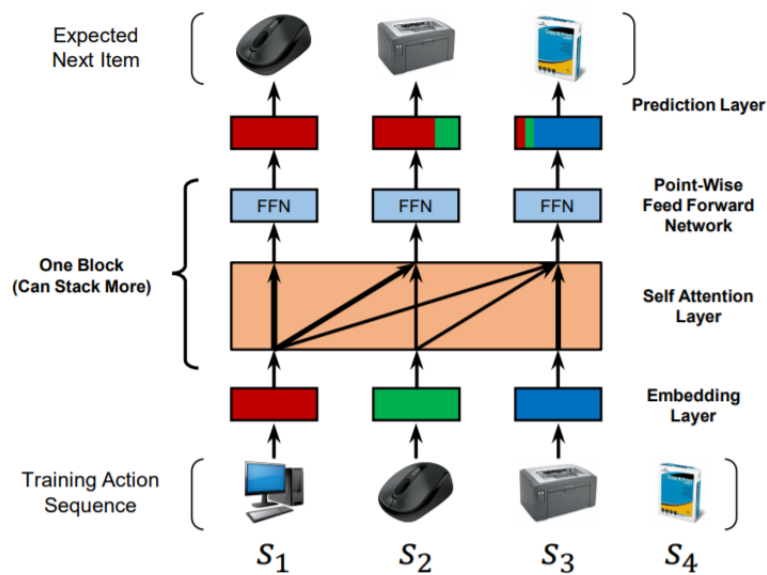 Expected
Next Item
Prediction Layer
FFN
FFN
FFN
Point-Wise
Feed Forward
Network
One Block
(Can Stack More)
Self Attention
Layer
Embedding
Layer
Training Action
Sequence
S1
S2
S3
S4